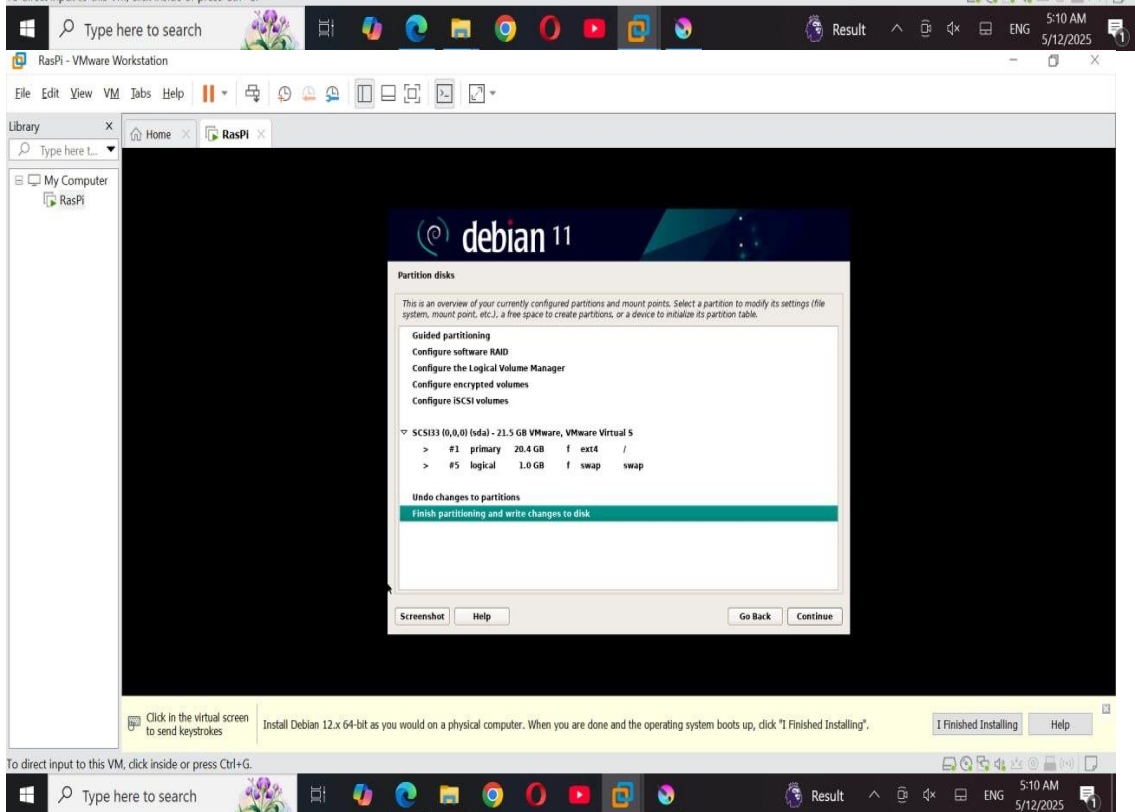 Type here to search
Result
ENG
5:10 AM
5/12/2025
RasPi - VMware Workstation
File Edit View VM Tabs Help
Library
Home
RasPi
Type here t...
My Computer
RasPi
debian 11
Partition disks
This is an overview of your currently configured partitions and mount points. Select a partition to modify its settings (file
system, mount point, etc.), a free space to create partitions, or a device to initialize its partition table.
Guided partitioning
Configure software RAID
Configure the Logical Volume Manager
Configure encrypted volumes
Configure iSCSI volumes
SCSI33 (0,0,0) (sda) - 21.5 GB VMware, VMware Virtual S
> #1 primary 20.4 GB f ext4 /
> #5 logical 1.0 GB f swap swap
Undo changes to partitions
Finish partitioning and write changes to disk
Screenshot Help Go Back Continue
Click in the virtual screen
to send keystrokes
Install Debian 12.x 64-bit as you would on a physical computer. When you are done and the operating system boots up, click "I Finished Installing".
I Finished Installing
Help
To direct input to this VM, click inside or press Ctrl+G.
Type here to search
Result
ENG
5:10 AM
5/12/2025